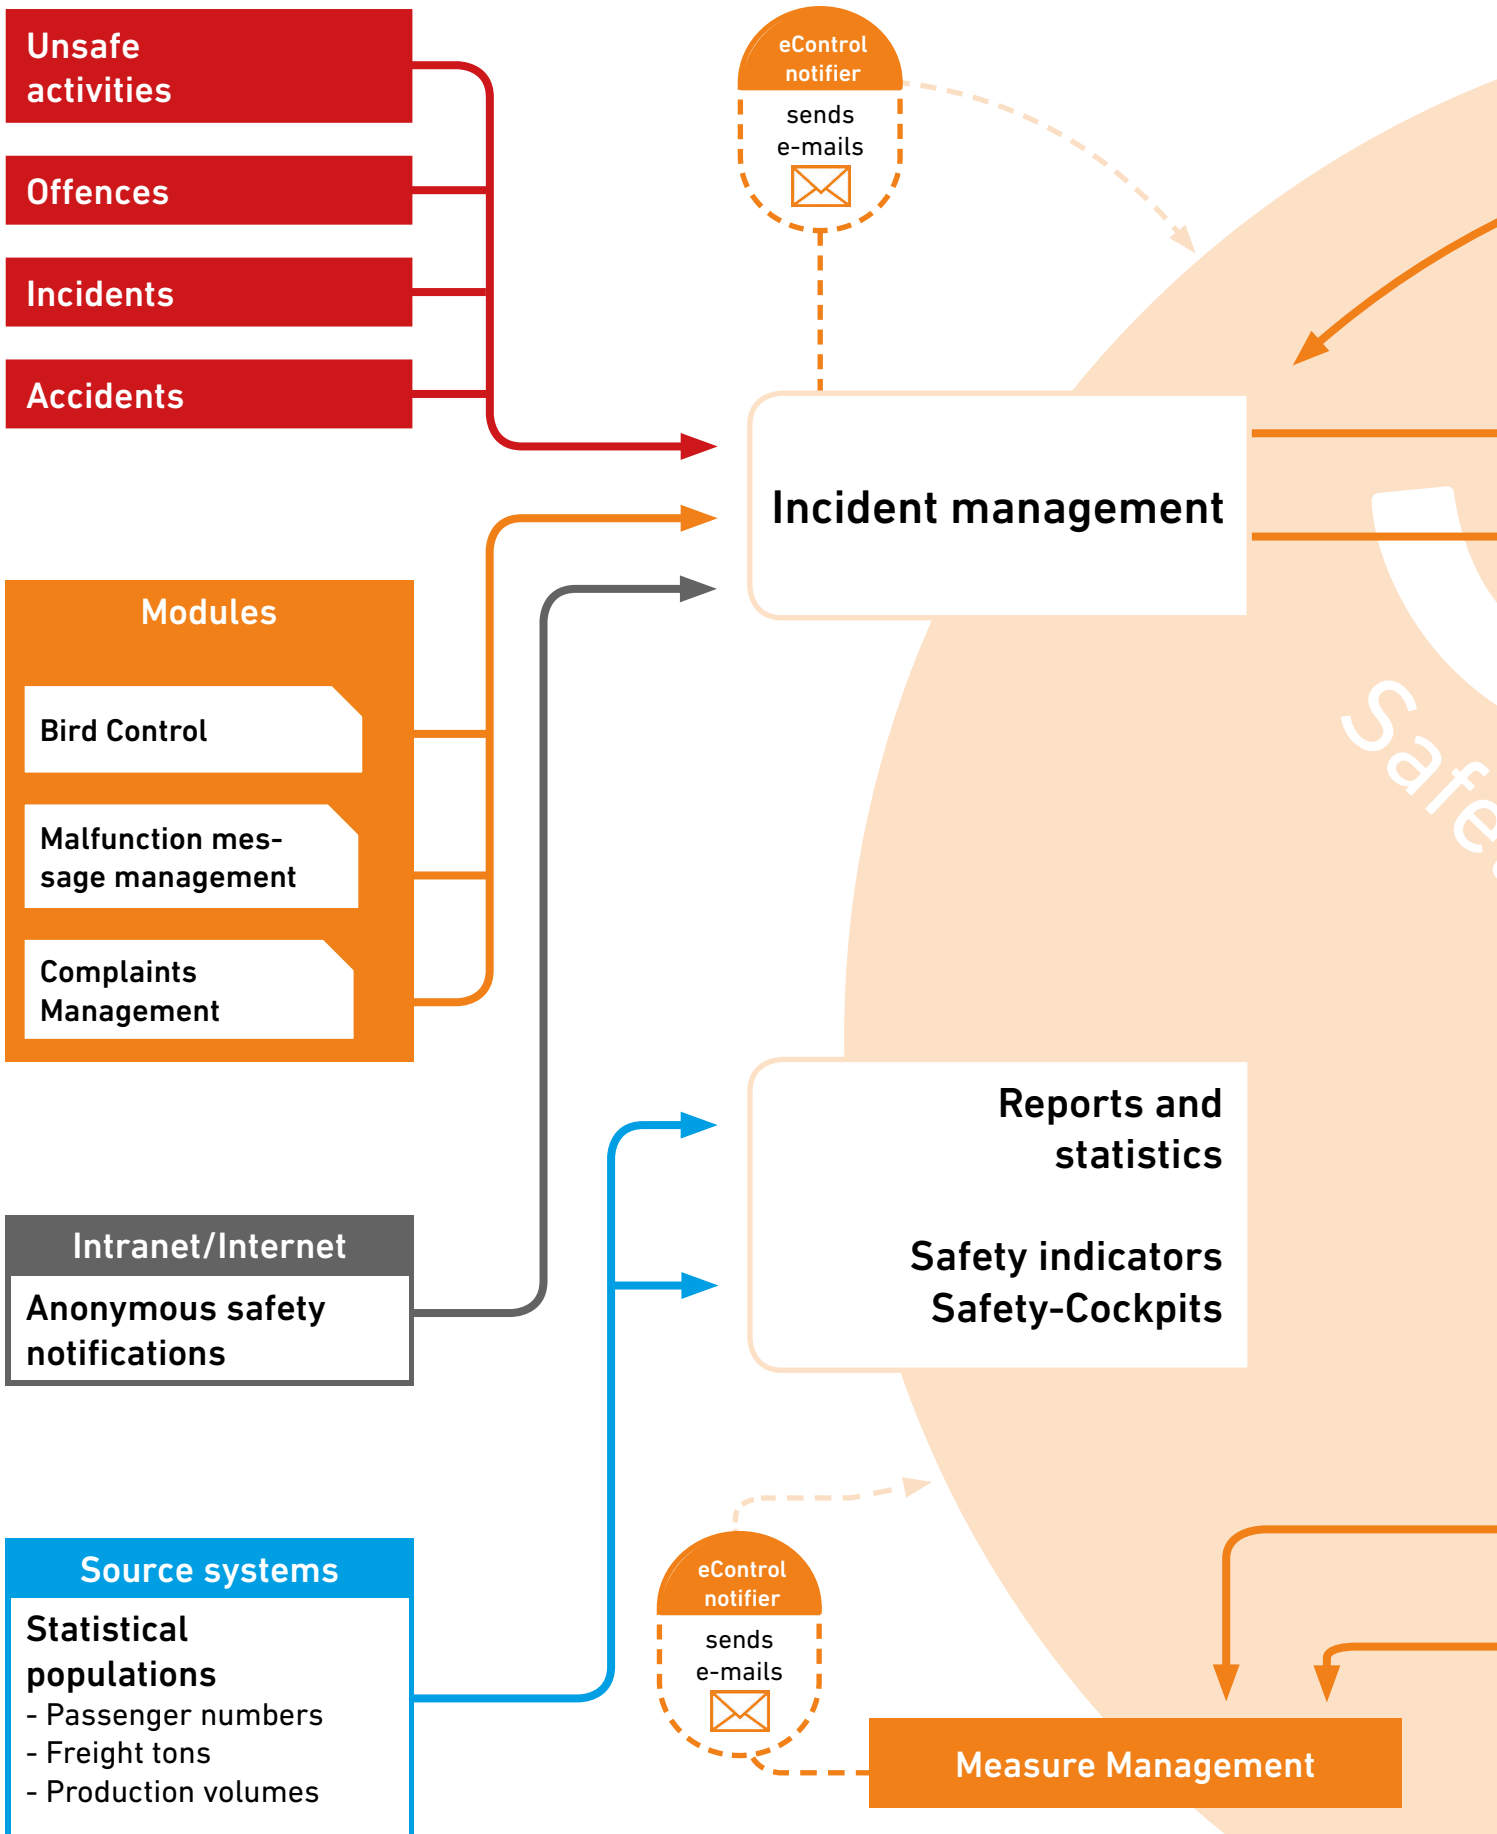 Unsafe
activities
Offences
Incidents
Accidents
eControl
notifier
sends
e-mails
Incident management
Modules
Bird Control
Malfunction mes-
sage management
Complaints
Management
Safe
Reports and
statistics
Safety indicators
Safety-Cockpits
Intranet/Internet
Anonymous safety
notifications
Source systems
Statistical
populations
- Passenger numbers
- Freight tons
- Production volumes
eControl
notifier
sends
e-mails
Measure Management